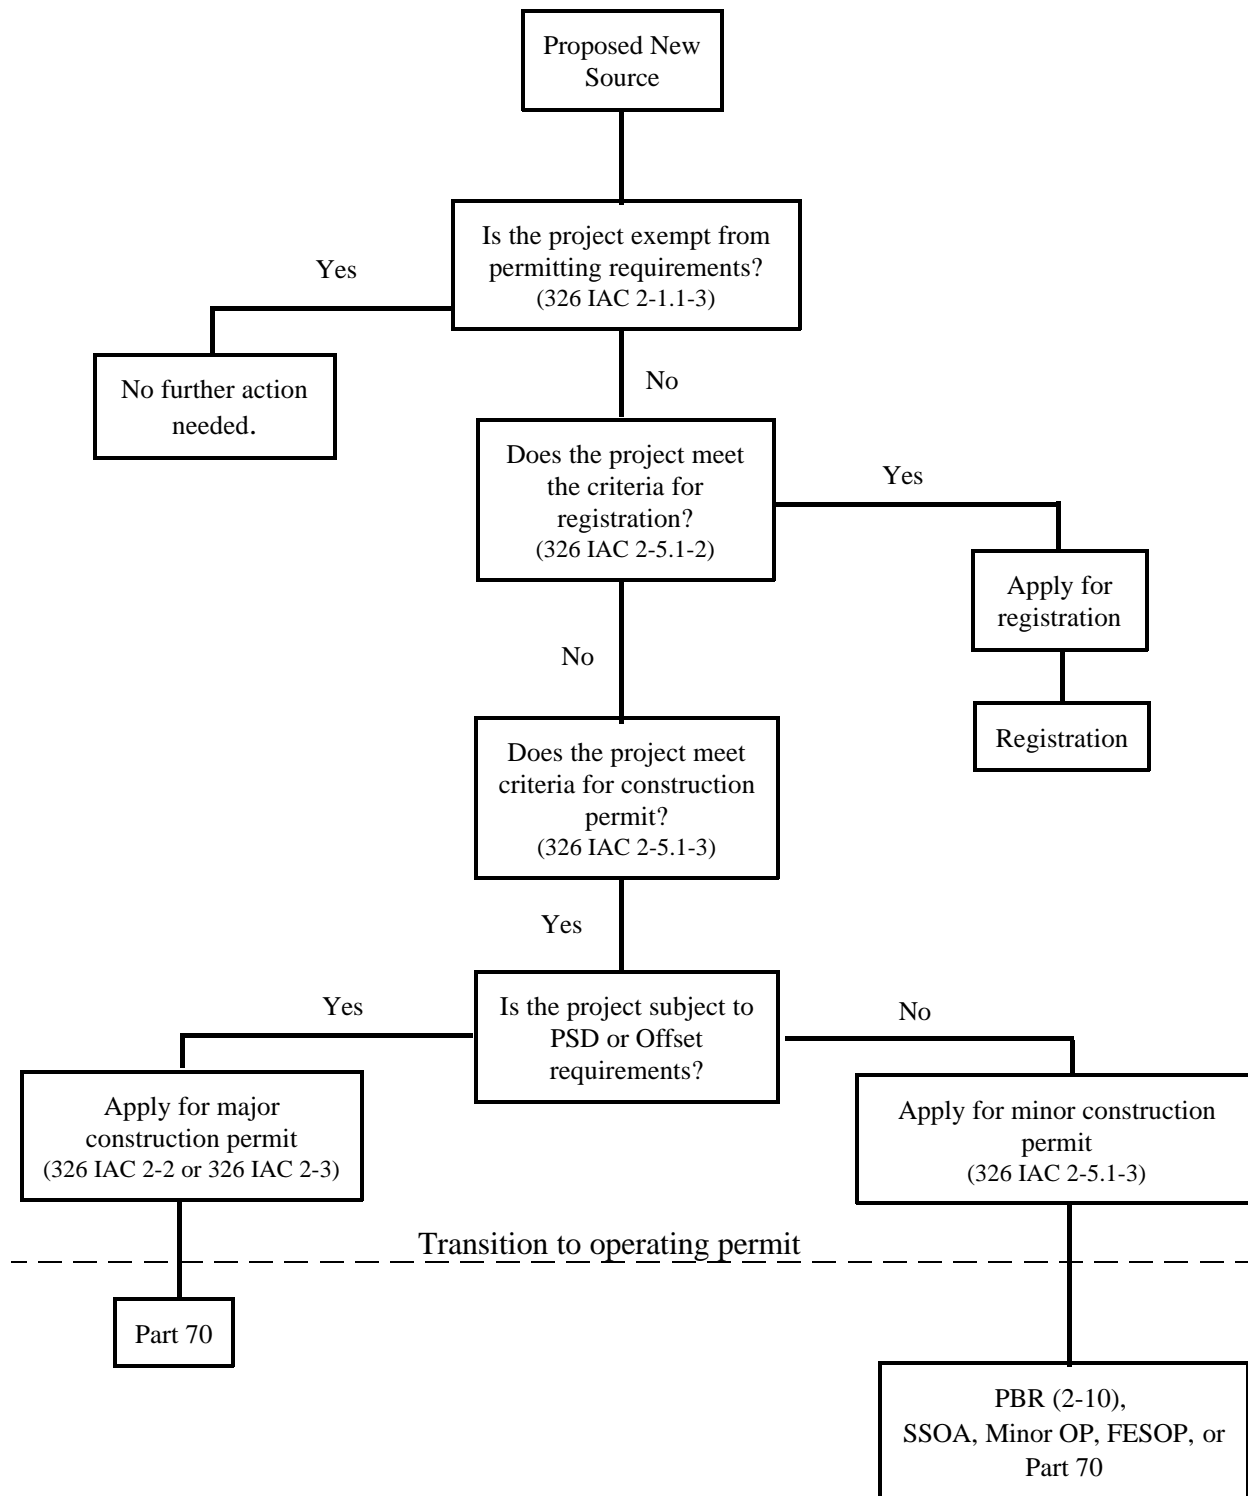 Proposed New
Source
Is the project exempt from
permitting requirements?
(326 IAC 2-1.1-3)
Yes
No further action
needed.
No
Does the project meet
the criteria for
registration?
(326 IAC 2-5.1-2)
Yes
Apply for
registration
Registration
No
Does the project meet
criteria for construction
permit?
(326 IAC 2-5.1-3)
Yes
Is the project subject to
PSD or Offset
requirements?
Yes
No
Apply for major
construction permit
(326 IAC 2-2 or 326 IAC 2-3)
Apply for minor construction
permit
(326 IAC 2-5.1-3)
Transition to operating permit
Part 70
PBR (2-10),
SSOA, Minor OP, FESOP, or
Part 70